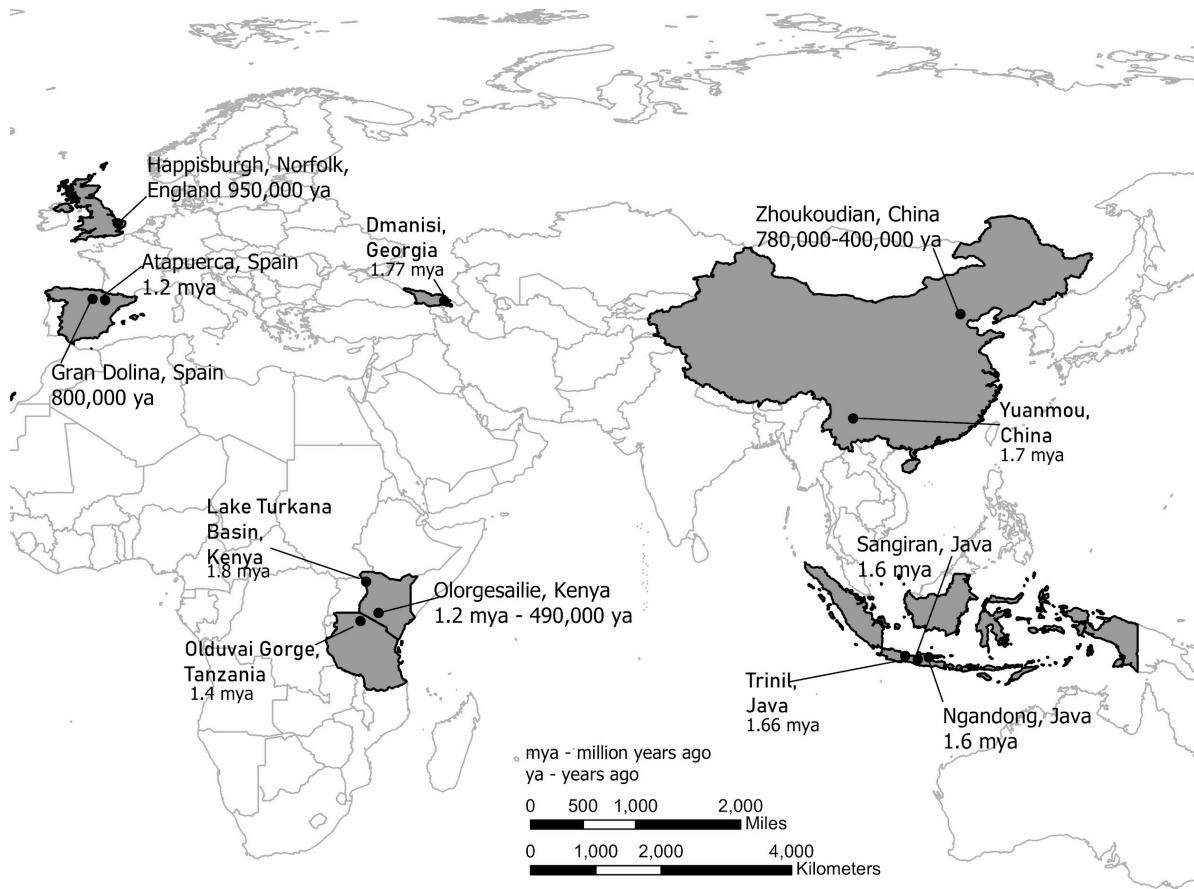 Happisburgh, Norfolk,
England 950,000 ya
Atapuerca, Spain
1.2 mya
Gran Dolina, Spain
800,000 ya
Dmanisi,
Georgia
1.77 mya
Zhoukoudian, China
780,000-400,000 ya
Yuanmou,
China
1.7 mya
Lake Turkana
Basin,
Kenya
1.8 mya
Olorgesailie, Kenya
1.2 mya - 490,000 ya
Olduvai Gorge,
Tanzania
1.4 mya
Sangiran, Java
1.6 mya
Trinil,
Java
1.66 mya
Ngandong, Java
1.6 mya
mya - million years ago
ya - years ago
0 500 1,000 2,000
Miles
0 1,000 2,000 4,000
Kilometers